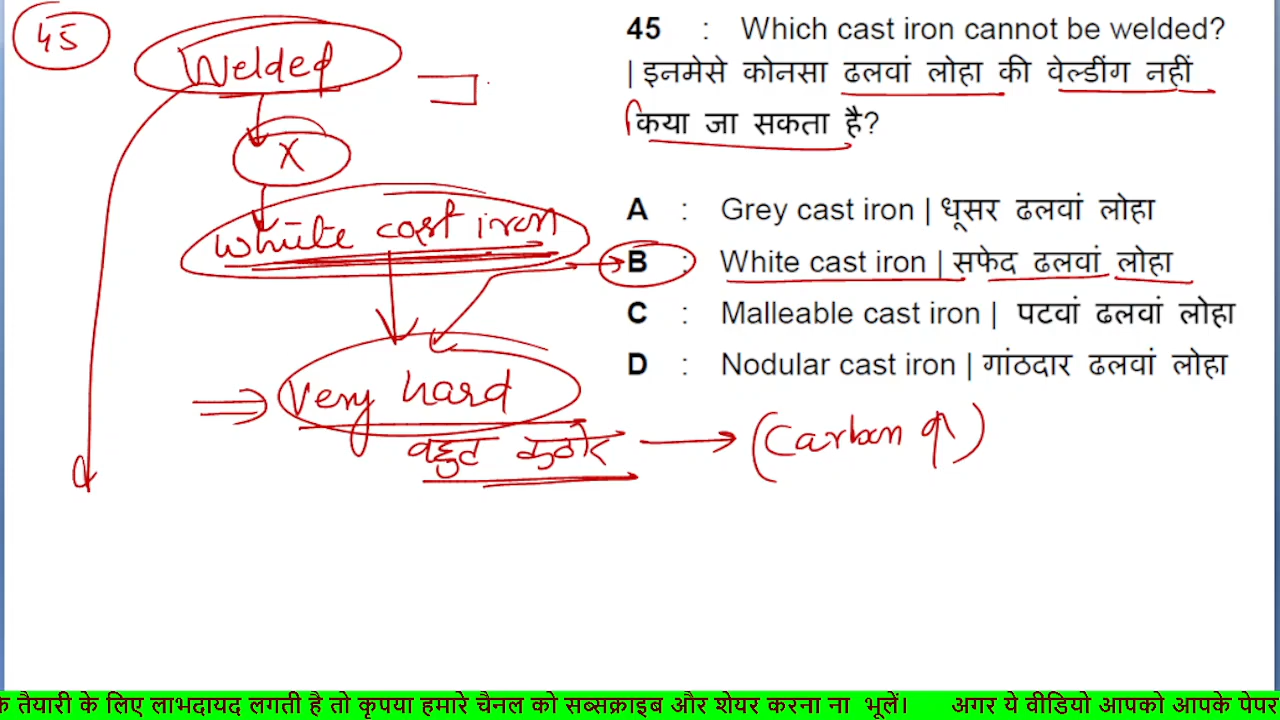 45
Welded
X
white cast iron
Very hard
बहुत कठोर
(Carbon
45 : Which cast iron cannot be welded?
| इनमेसे कोनसा ढलवां लोहा की वेल्डींग नहीं
किया जा सकता है?
A : Grey cast iron | धूसर ढलवां लोहा
B : White cast iron | सफेद ढलवां लोहा
C : Malleable cast iron | पटवां ढलवां लोहा
D : Nodular cast iron | गांठदार ढलवां लोहा
के तैयारी के लिए लाभदायद लगती है तो कृपया हमारे चैनल को सब्सक्राइब और शेयर करना ना भूलें। अगर ये वीडियो आपको आपके पेपर